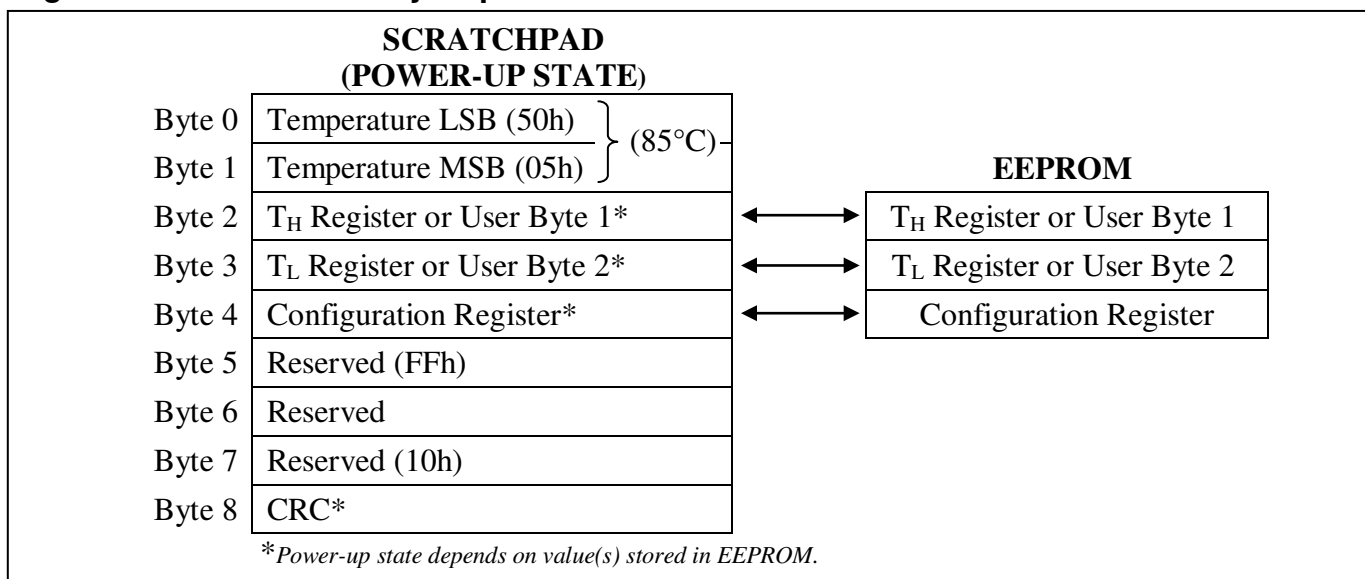 SCRATCHPAD
(POWER-UP STATE)
Byte 0 Temperature LSB (50h)
(85°C)
Byte 1 Temperature MSB (05h)
EEPROM
Byte 2 TH Register or User Byte 1* TH Register or User Byte 1
Byte 3 TL Register or User Byte 2* TL Register or User Byte 2
Byte 4 Configuration Register* Configuration Register
Byte 5 Reserved (FFh)
Byte 6 Reserved
Byte 7 Reserved (10h)
Byte 8 CRC*
*Power-up state depends on value(s) stored in EEPROM.